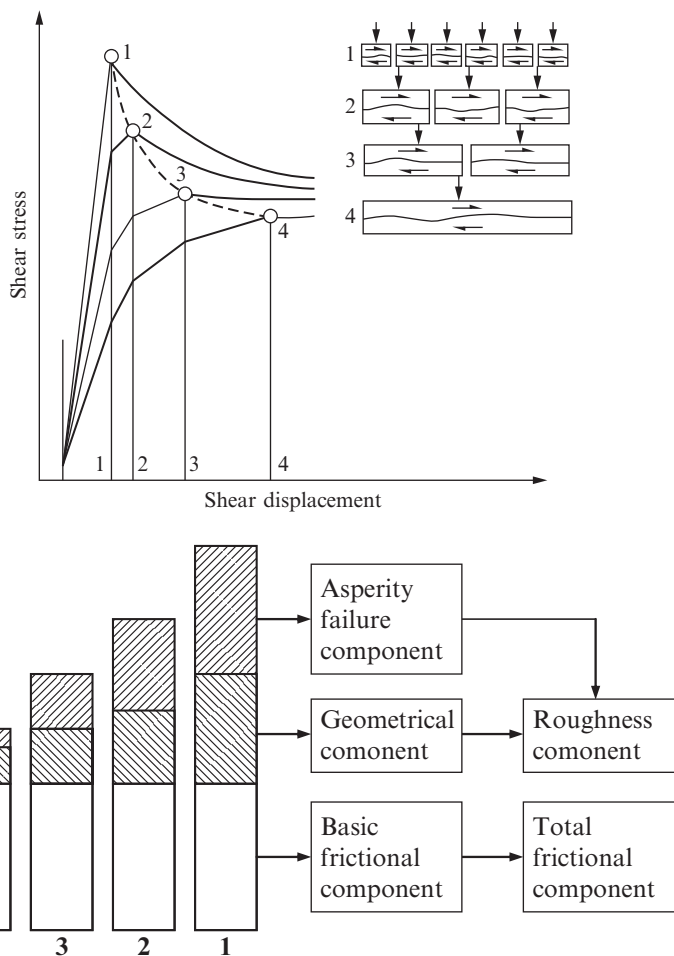 1
2
3
4
Shear stress
1
2
3
4
1
2
3
4
Shear displacement
Asperity
failure
component
Geometrical
comonent
Roughness
comonent
Basic
frictional
component
Total
frictional
component
3
2
1